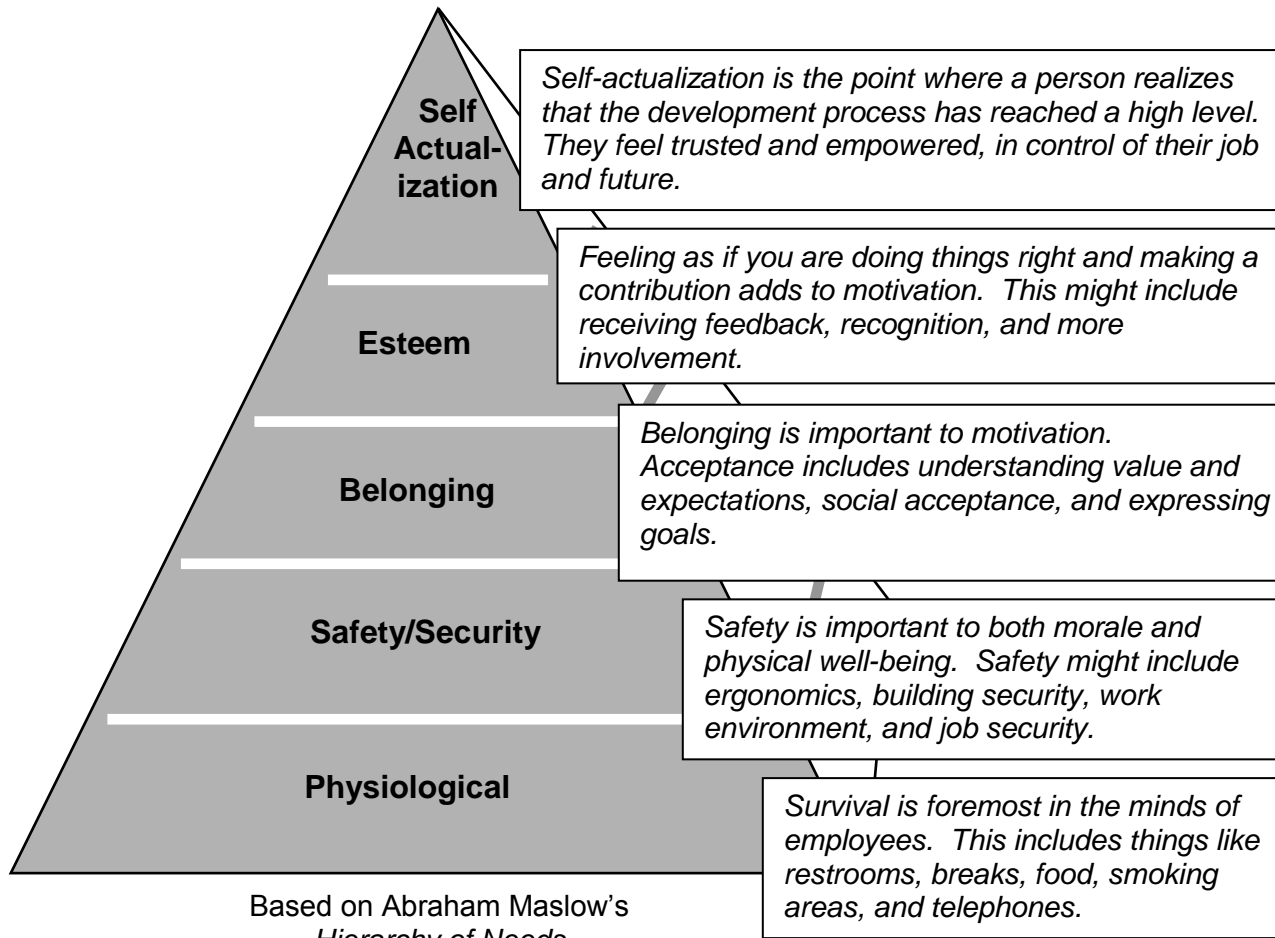 Self
Actual-
ization
Self-actualization is the point where a person realizes
that the development process has reached a high level.
They feel trusted and empowered, in control of their job
and future.
Esteem
Feeling as if you are doing things right and making a
contribution adds to motivation.  This might include
receiving feedback, recognition, and more
involvement.
Belonging
Belonging is important to motivation.
Acceptance includes understanding value and
expectations, social acceptance, and expressing
goals.
Safety/Security
Safety is important to both morale and
physical well-being.  Safety might include
ergonomics, building security, work
environment, and job security.
Physiological
Survival is foremost in the minds of
employees.  This includes things like
restrooms, breaks, food, smoking
areas, and telephones.
Based on Abraham Maslow's
Hierarchy of Needs